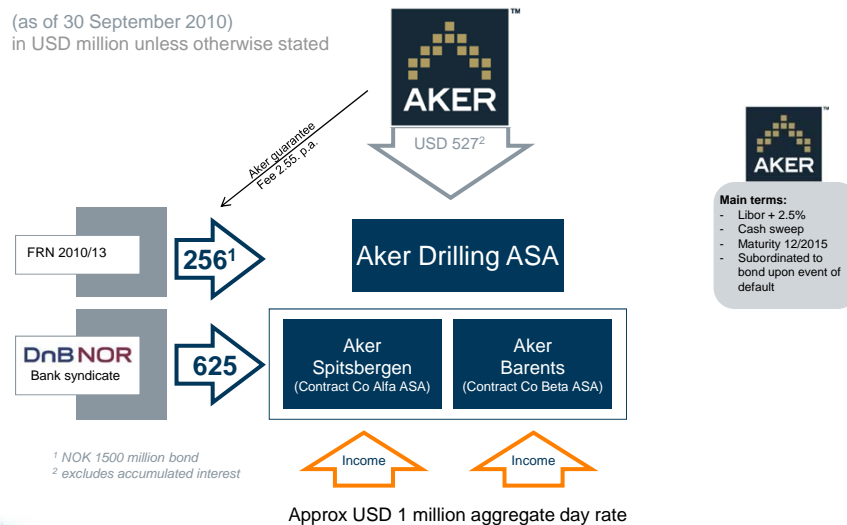 (as of 30 September 2010)
in USD million unless otherwise stated
™
AKER
USD 527²
Aker guarantee
Fee 2.55. p.a.
™
AKER
Main terms:
- Libor + 2.5%
- Cash sweep
- Maturity 12/2015
- Subordinated to
bond upon event of
default
FRN 2010/13
256¹
Aker Drilling ASA
DnB NOR
Bank syndicate
625
Aker
Spitsbergen
(Contract Co Alfa ASA)
Aker
Barents
(Contract Co Beta ASA)
¹ NOK 1500 million bond
² excludes accumulated interest
Income
Income
Approx USD 1 million aggregate day rate